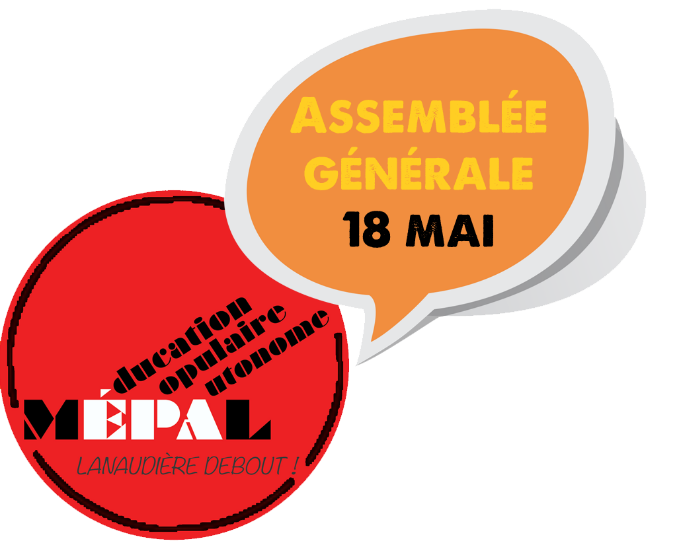 ASSEMBLÉE
GÉNÉRALE
18 MAI
ducation
opulaire
utonome
MÉPAL
LANAUDIÈRE DEBOUT !